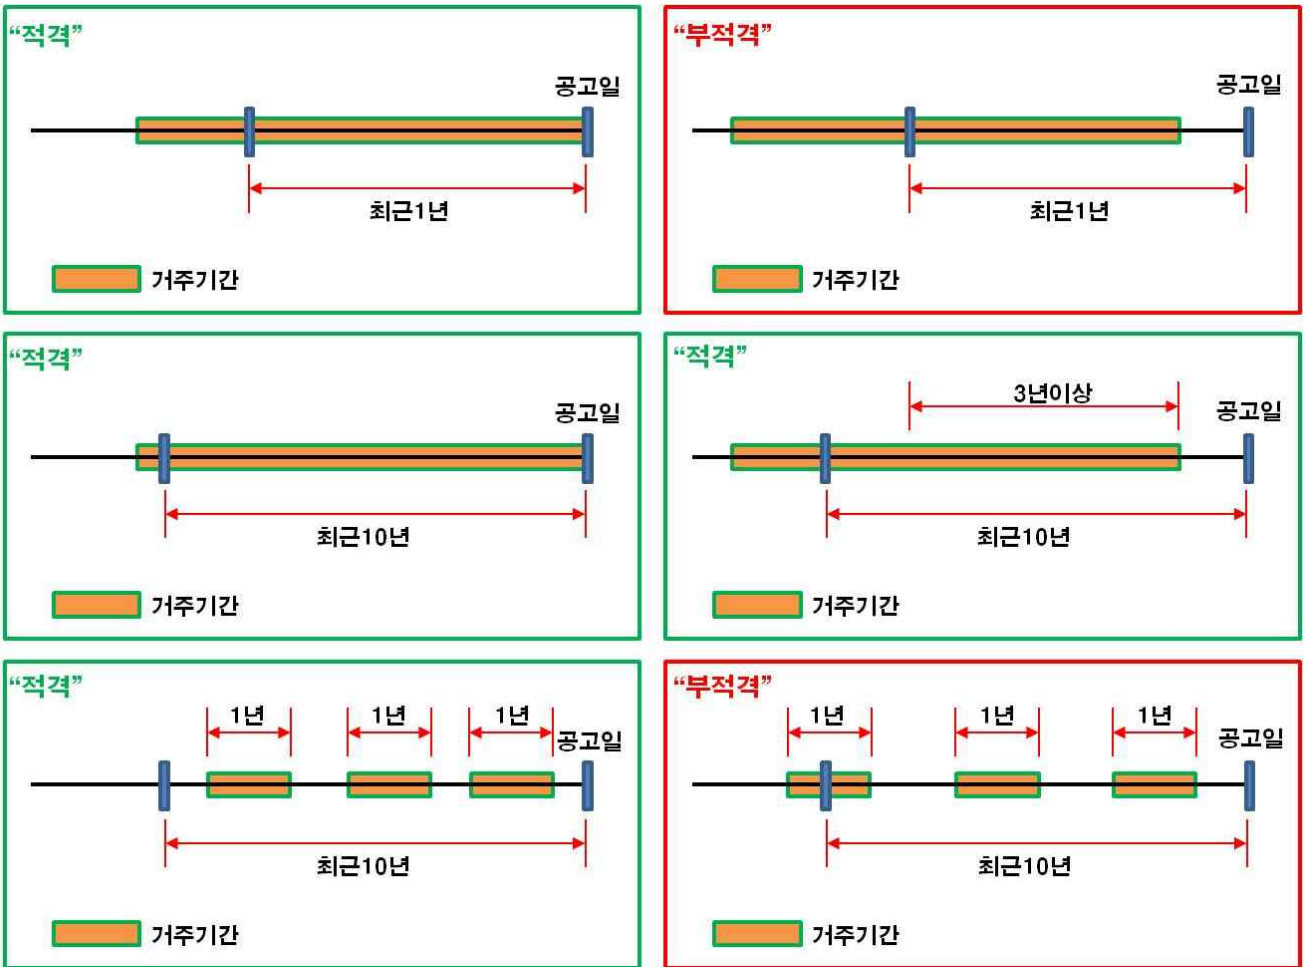 “적격”
공고일
최근1년
거주기간
“부적격”
공고일
최근1년
거주기간
“적격”
공고일
최근10년
거주기간
“적격”
3년이상
공고일
최근10년
거주기간
“적격”
1년 1년 1년
공고일
최근10년
거주기간
“부적격”
1년 1년 1년
공고일
최근10년
거주기간